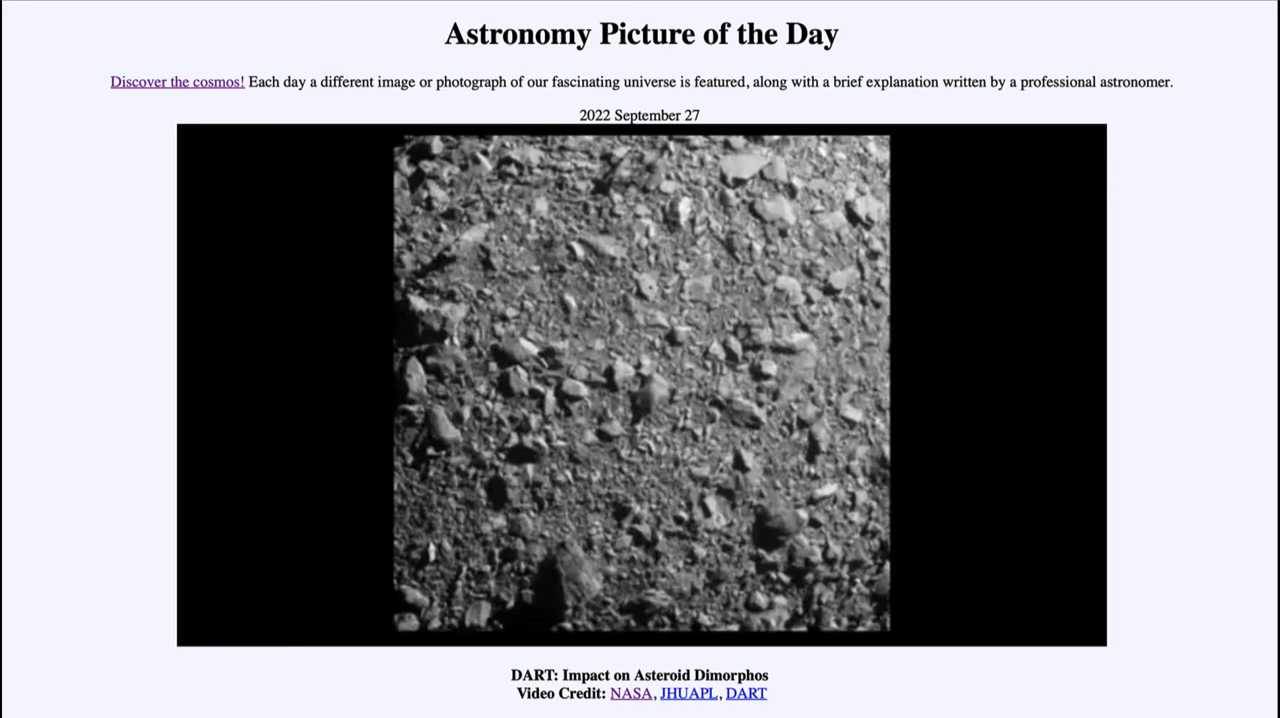 Astronomy Picture of the Day
Discover the cosmos! Each day a different image or photograph of our fascinating universe is featured, along with a brief explanation written by a professional astronomer.
2022 September 27
DART: Impact on Asteroid Dimorphos
Video Credit: NASA, JHUAPL, DART